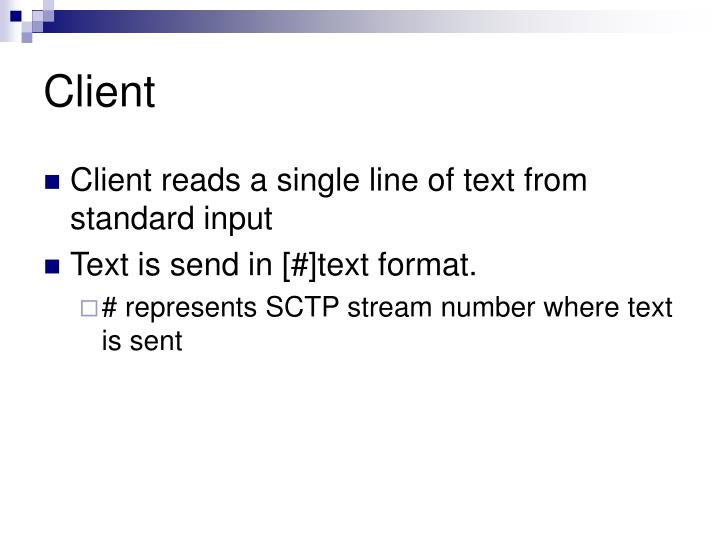 Client
Client reads a single line of text from
standard input
Text is send in [#]text format.
# represents SCTP stream number where text
is sent